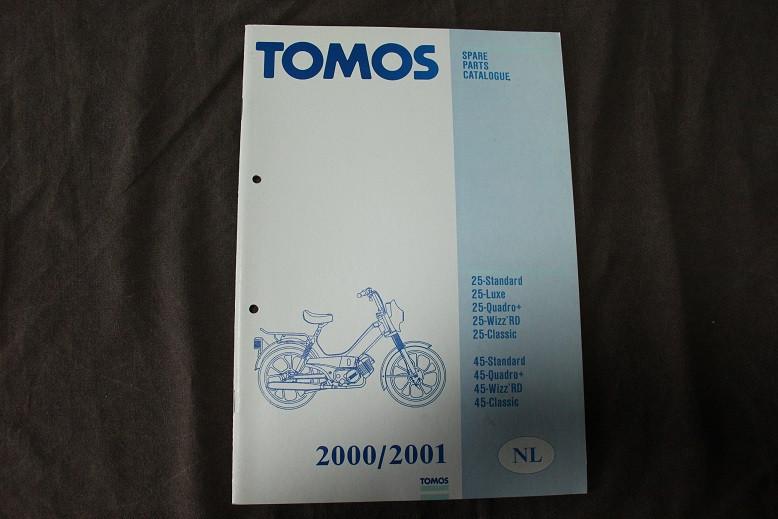 TOMOS
SPARE
PARTS
CATALOGUE
25-Standard
25-Luxe
25-Quadro+
25-Wizz'RD
25-Classic
45-Standard
45-Quadro+
45-Wizz'RD
45-Classic
2000/2001
NL
TOMOS